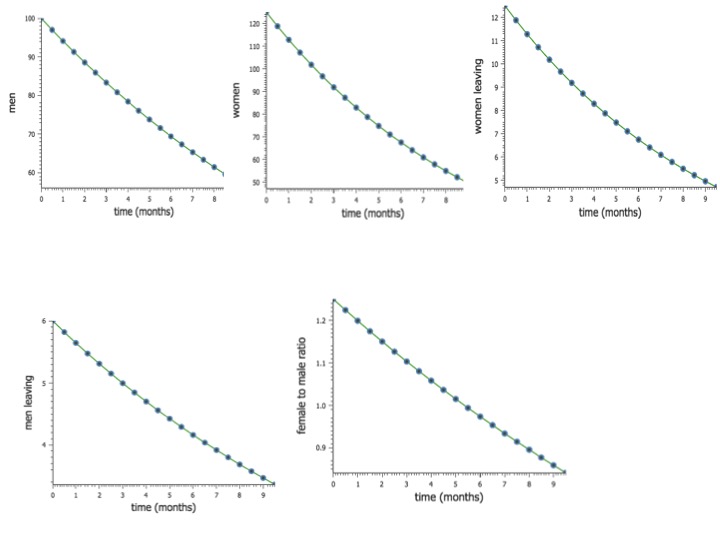 men
100
90
80
70
60
0 1 2 3 4 5 6 7 8
time (months)
women
120
110
100
90
80
70
60
50
0 1 2 3 4 5 6 7 8
time (months)
women leaving
12
11
10
9
8
7
6
5
0 1 2 3 4 5 6 7 8 9
time (months)
men leaving
6
5
4
0 1 2 3 4 5 6 7 8 9
time (months)
female to male ratio
1.2
1.1
1.0
0.9
0 1 2 3 4 5 6 7 8 9
time (months)